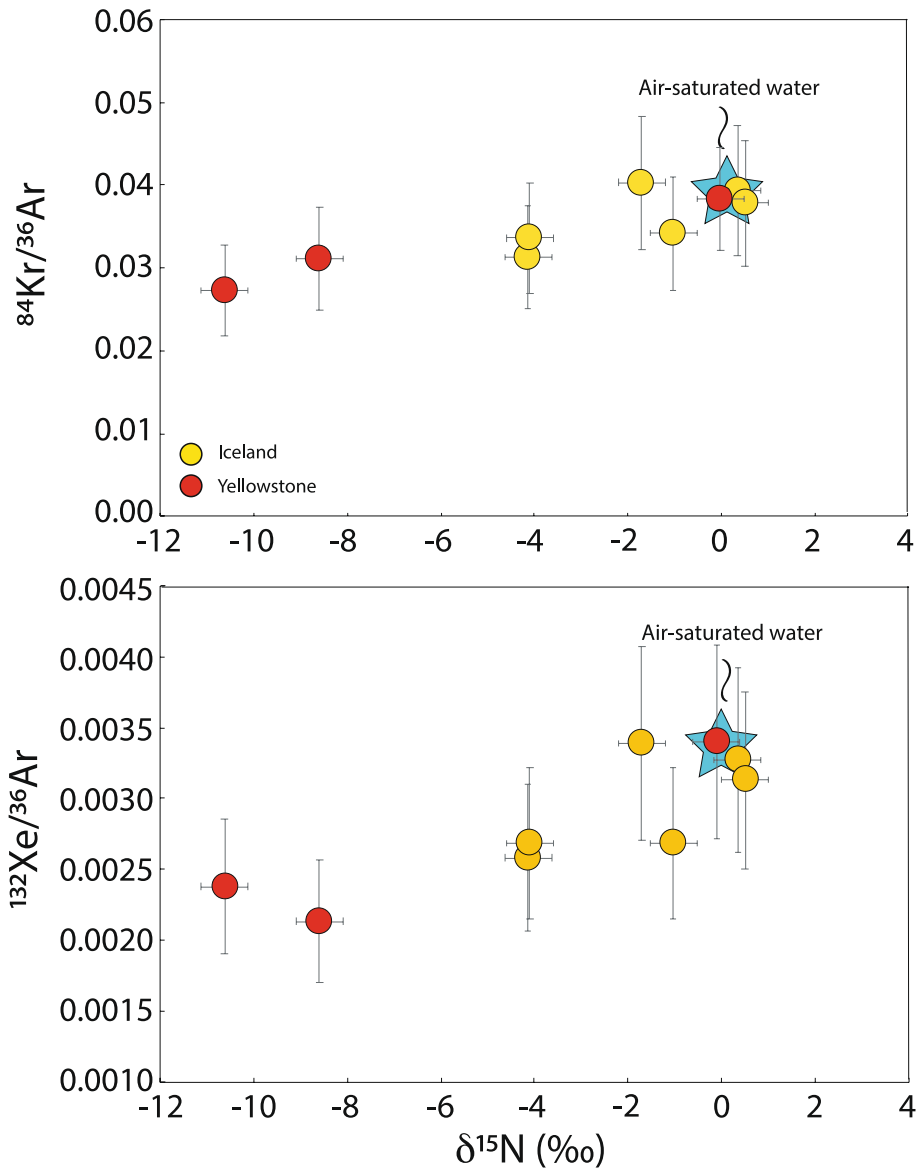 0.06
Air-saturated water
0.05
0.04
⁸⁴Kr/³⁶Ar
0.03
0.02
0.01
Iceland
Yellowstone
0.00
-12 -10 -8 -6 -4 -2 0 2 4
0.0045
Air-saturated water
0.0040
0.0035
0.0030
¹³²Xe/³⁶Ar
0.0025
0.0020
0.0015
0.0010
-12 -10 -8 -6 -4 -2 0 2 4
δ¹⁵N (‰)